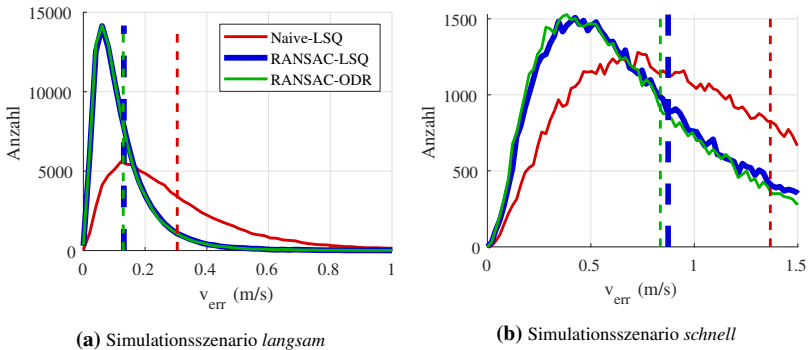 15000
10000
5000
0
Anzahl
0
0.2
0.4
0.6
0.8
1
v_err (m/s)
Naive-LSQ
RANSAC-LSQ
RANSAC-ODR
(a) Simulationsszenario langsam
1500
1000
500
0
Anzahl
0
0.5
1
1.5
v_err (m/s)
(b) Simulationsszenario schnell